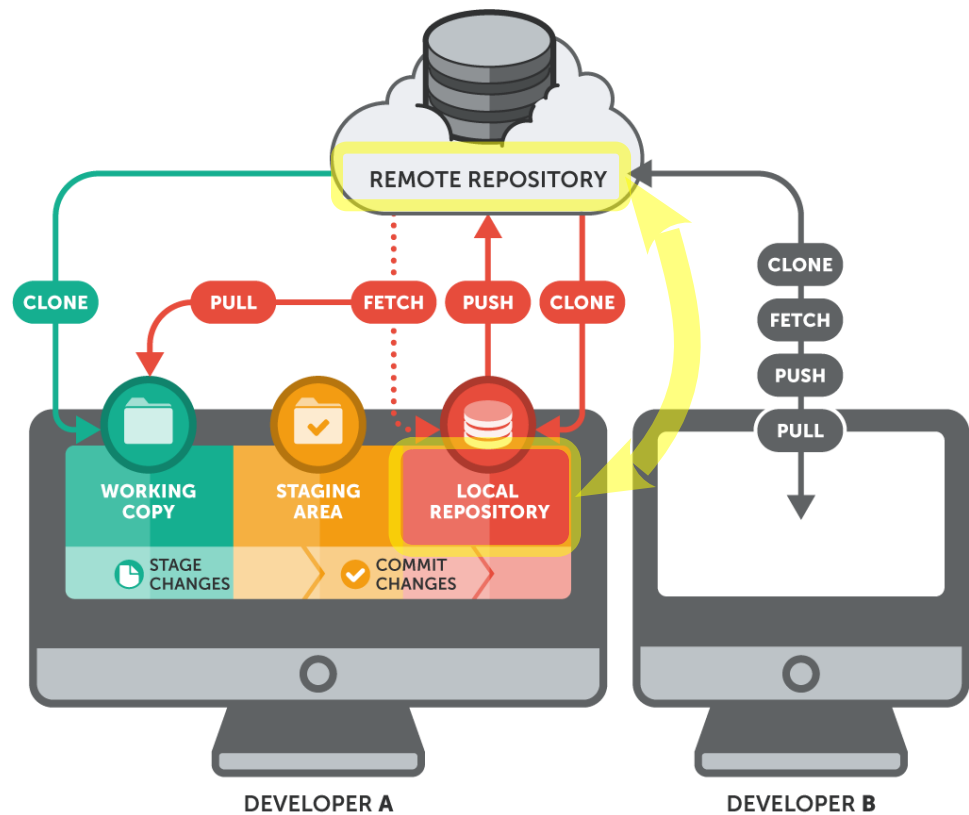 REMOTE REPOSITORY
CLONE
PULL
FETCH
PUSH
CLONE
CLONE
FETCH
PUSH
PULL
WORKING
COPY
STAGING
AREA
LOCAL
REPOSITORY
STAGE
CHANGES
COMMIT
CHANGES
DEVELOPER A
DEVELOPER B